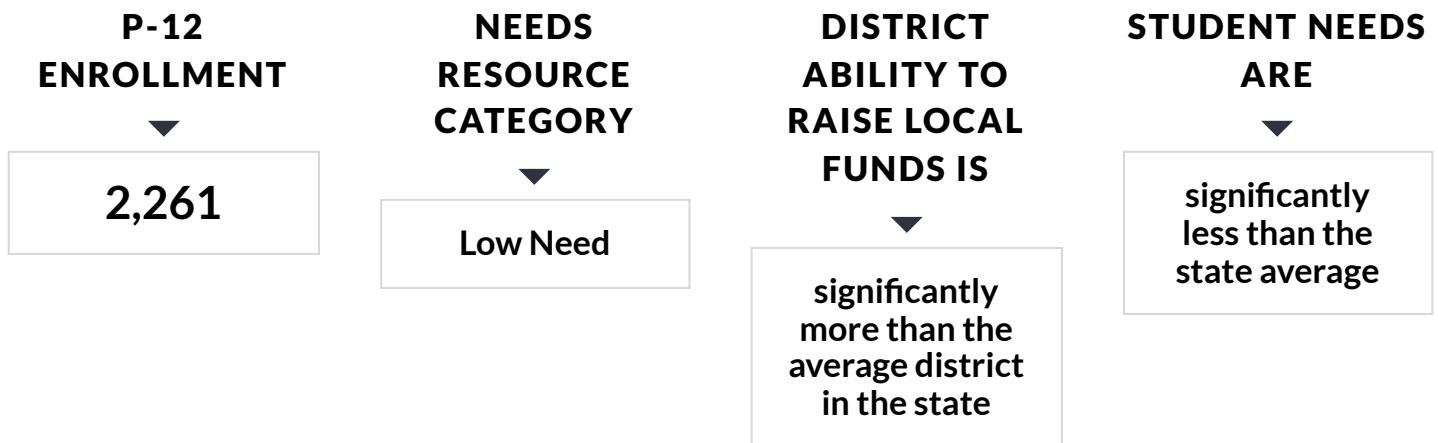 P-12
ENROLLMENT
2,261
NEEDS
RESOURCE
CATEGORY
Low Need
DISTRICT
ABILITY TO
RAISE LOCAL
FUNDS IS
significantly
more than the
average district
in the state
STUDENT NEEDS
ARE
significantly
less than the
state average